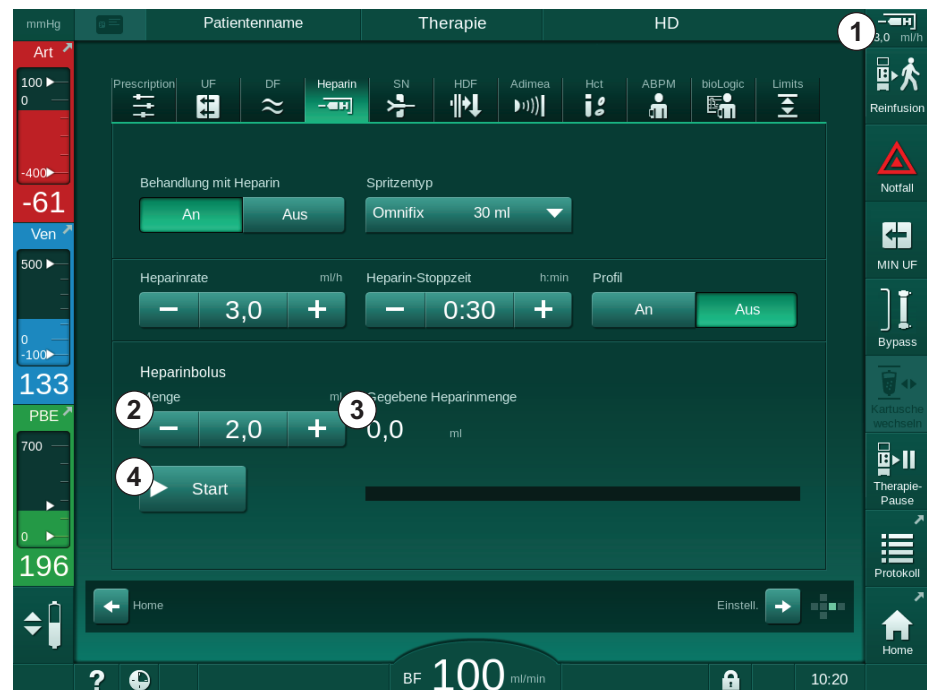 mmHg
Patientenname
Therapie
HD
1
3,0 ml/h
Art
100
0
-400
-61
Ven
500
0
-100
133
PBE
700
0
196
Prescription
UF
DF
Heparin
SN
HDF
Adimea
Hct
ABPM
bioLogic
Limits
H
Behandlung mit Heparin
An Aus
Spritzentyp
Omnifix 30 ml
Heparinrate ml/h
3,0
Heparin-Stoppzeit h:min
0:30
Profil
An Aus
Heparinbolus
Menge ml
2
2,0
3
Gegebene Heparinmenge
0,0 ml
4
Start
Home
Einstell.
Reinfusion
Notfall
MIN UF
Bypass
Kartusche
wechseln
Therapie-
Pause
Protokoll
Home
?
BF 100 ml/min
10:20